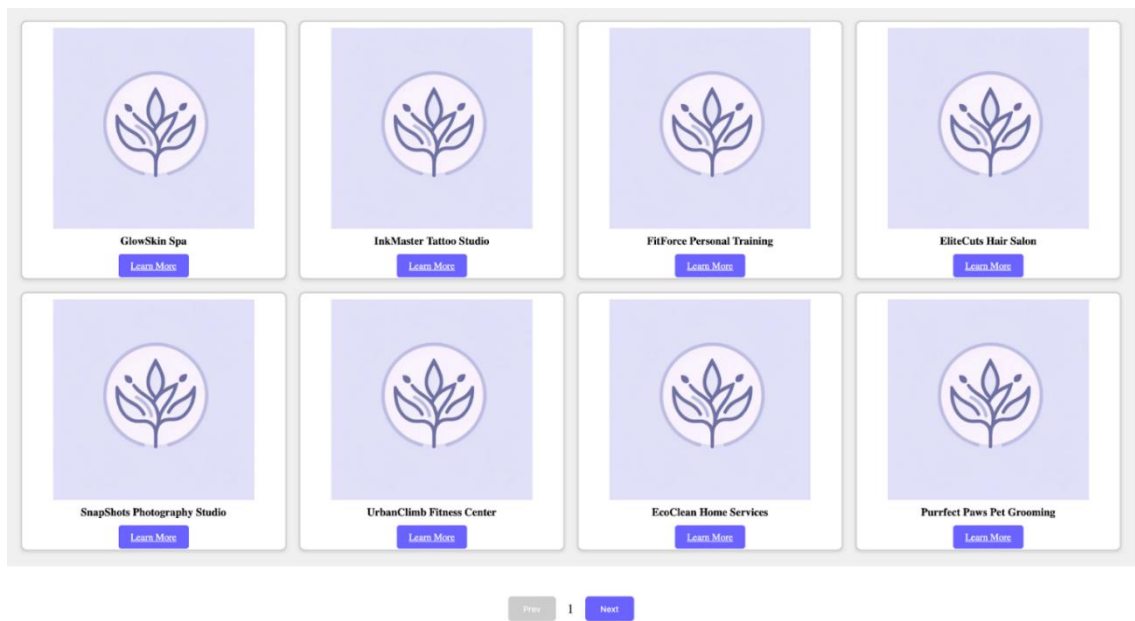 GlowSkin Spa
Learn More
InkMaster Tattoo Studio
Learn More
FitForce Personal Training
Learn More
EliteCuts Hair Salon
Learn More
SnapShots Photography Studio
Learn More
UrbanClimb Fitness Center
Learn More
EcoClean Home Services
Learn More
Purrfect Paws Pet Grooming
Learn More
Prev 1 Next